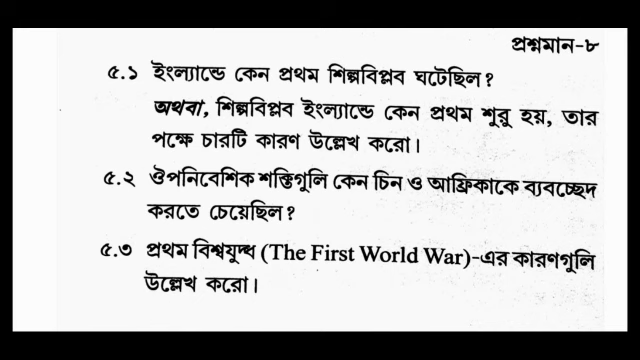 প্রশ্নমান-৮
৫.১ ইংল্যান্ডে কেন প্রথম শিল্পবিপ্লব ঘটেছিল?
অথবা, শিল্পবিপ্লব ইংল্যান্ডে কেন প্রথম শুরু হয়, তার
পক্ষে চারটি কারণ উল্লেখ করো।
৫.২ ঔপনিবেশিক শক্তিগুলি কেন চিন ও আফ্রিকাকে ব্যবচ্ছেদ
করতে চেয়েছিল?
৫.৩ প্রথম বিশ্বযুদ্ধ (The First World War)-এর কারণগুলি
উল্লেখ করো।